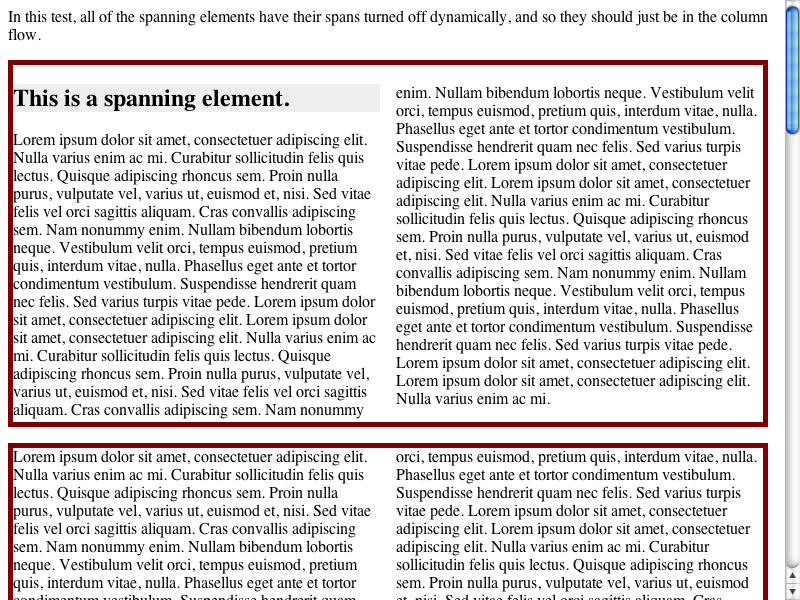 In this test, all of the spanning elements have their spans turned off dynamically, and so they should just be in the column
flow.
This is a spanning element.
Lorem ipsum dolor sit amet, consectetuer adipiscing elit.
Nulla varius enim ac mi. Curabitur sollicitudin felis quis
lectus. Quisque adipiscing rhoncus sem. Proin nulla
purus, vulputate vel, varius ut, euismod et, nisi. Sed vitae
felis vel orci sagittis aliquam. Cras convallis adipiscing
sem. Nam nonummy enim. Nullam bibendum lobortis
neque. Vestibulum velit orci, tempus euismod, pretium
quis, interdum vitae, nulla. Phasellus eget ante et tortor
condimentum vestibulum. Suspendisse hendrerit quam
nec felis. Sed varius turpis vitae pede. Lorem ipsum dolor
sit amet, consectetuer adipiscing elit. Lorem ipsum dolor
sit amet, consectetuer adipiscing elit. Nulla varius enim ac
mi. Curabitur sollicitudin felis quis lectus. Quisque
adipiscing rhoncus sem. Proin nulla purus, vulputate vel,
varius ut, euismod et, nisi. Sed vitae felis vel orci sagittis
aliquam. Cras convallis adipiscing sem. Nam nonummy
enim. Nullam bibendum lobortis neque. Vestibulum velit
orci, tempus euismod, pretium quis, interdum vitae, nulla.
Phasellus eget ante et tortor condimentum vestibulum.
Suspendisse hendrerit quam nec felis. Sed varius turpis
vitae pede. Lorem ipsum dolor sit amet, consectetuer
adipiscing elit. Lorem ipsum dolor sit amet, consectetuer
adipiscing elit. Nulla varius enim ac mi. Curabitur
sollicitudin felis quis lectus. Quisque adipiscing rhoncus
sem. Proin nulla purus, vulputate vel, varius ut, euismod
et, nisi. Sed vitae felis vel orci sagittis aliquam. Cras
convallis adipiscing sem. Nam nonummy enim. Nullam
bibendum lobortis neque. Vestibulum velit orci, tempus
euismod, pretium quis, interdum vitae, nulla. Phasellus
eget ante et tortor condimentum vestibulum. Suspendisse
hendrerit quam nec felis. Sed varius turpis vitae pede.
Lorem ipsum dolor sit amet, consectetuer adipiscing elit.
Lorem ipsum dolor sit amet, consectetuer adipiscing elit.
Nulla varius enim ac mi.
Lorem ipsum dolor sit amet, consectetuer adipiscing elit.
Nulla varius enim ac mi. Curabitur sollicitudin felis quis
lectus. Quisque adipiscing rhoncus sem. Proin nulla
purus, vulputate vel, varius ut, euismod et, nisi. Sed vitae
felis vel orci sagittis aliquam. Cras convallis adipiscing
sem. Nam nonummy enim. Nullam bibendum lobortis
neque. Vestibulum velit orci, tempus euismod, pretium
quis, interdum vitae, nulla. Phasellus eget ante et tortor
condimentum vestibulum. Suspendisse hendrerit quam
orci, tempus euismod, pretium quis, interdum vitae, nulla.
Phasellus eget ante et tortor condimentum vestibulum.
Suspendisse hendrerit quam nec felis. Sed varius turpis
vitae pede. Lorem ipsum dolor sit amet, consectetuer
adipiscing elit. Lorem ipsum dolor sit amet, consectetuer
adipiscing elit. Nulla varius enim ac mi. Curabitur
sollicitudin felis quis lectus. Quisque adipiscing rhoncus
sem. Proin nulla purus, vulputate vel, varius ut, euismod
et, nisi. Sed vitae felis vel orci sagittis aliquam. Cras